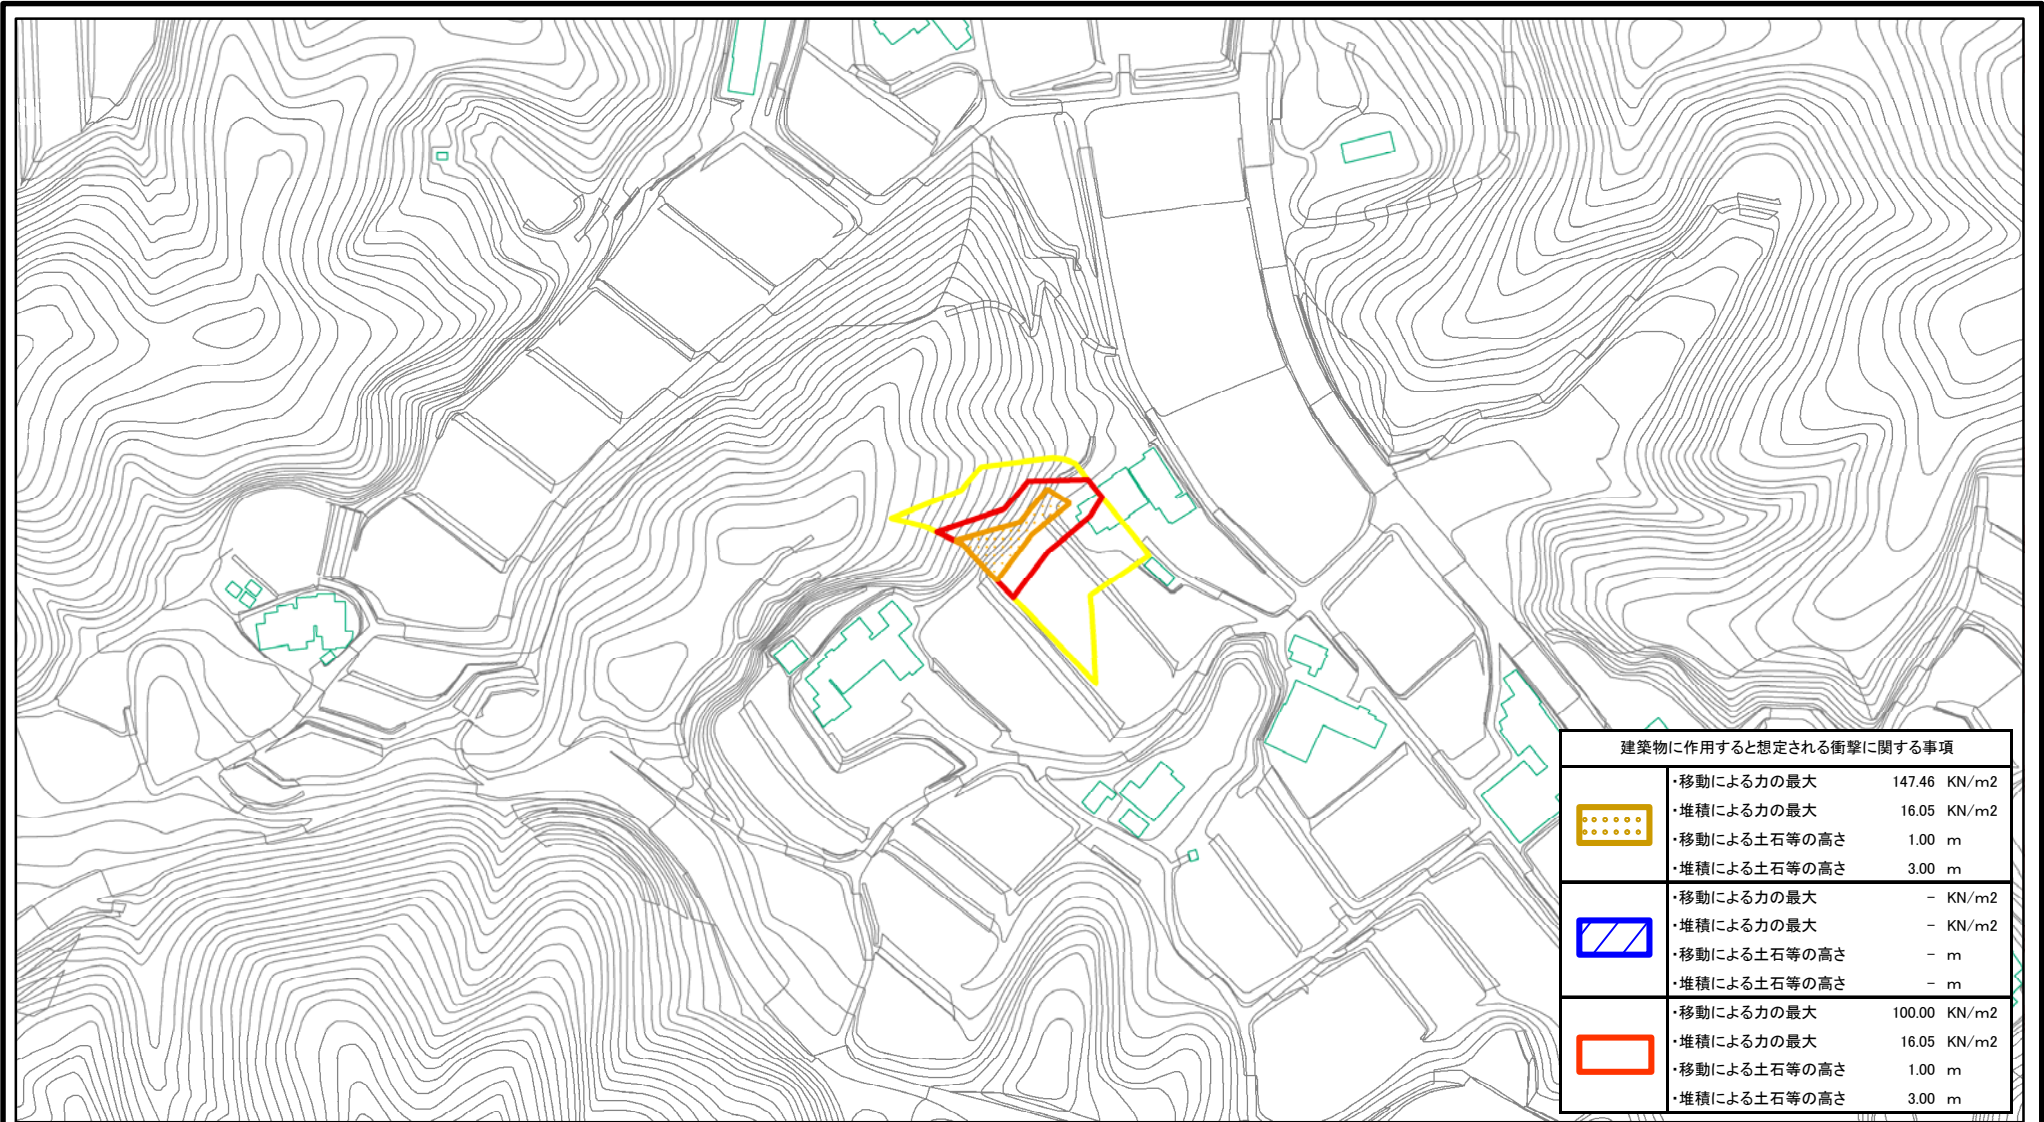 建築物に作用すると想定される衝撃に関する事項
・移動による力の最大 147.46 KN/m2
・堆積による力の最大 16.05 KN/m2
・移動による土石等の高さ 1.00 m
・堆積による土石等の高さ 3.00 m
・移動による力の最大 - KN/m2
・堆積による力の最大 - KN/m2
・移動による土石等の高さ - m
・堆積による土石等の高さ - m
・移動による力の最大 100.00 KN/m2
・堆積による力の最大 16.05 KN/m2
・移動による土石等の高さ 1.00 m
・堆積による土石等の高さ 3.00 m